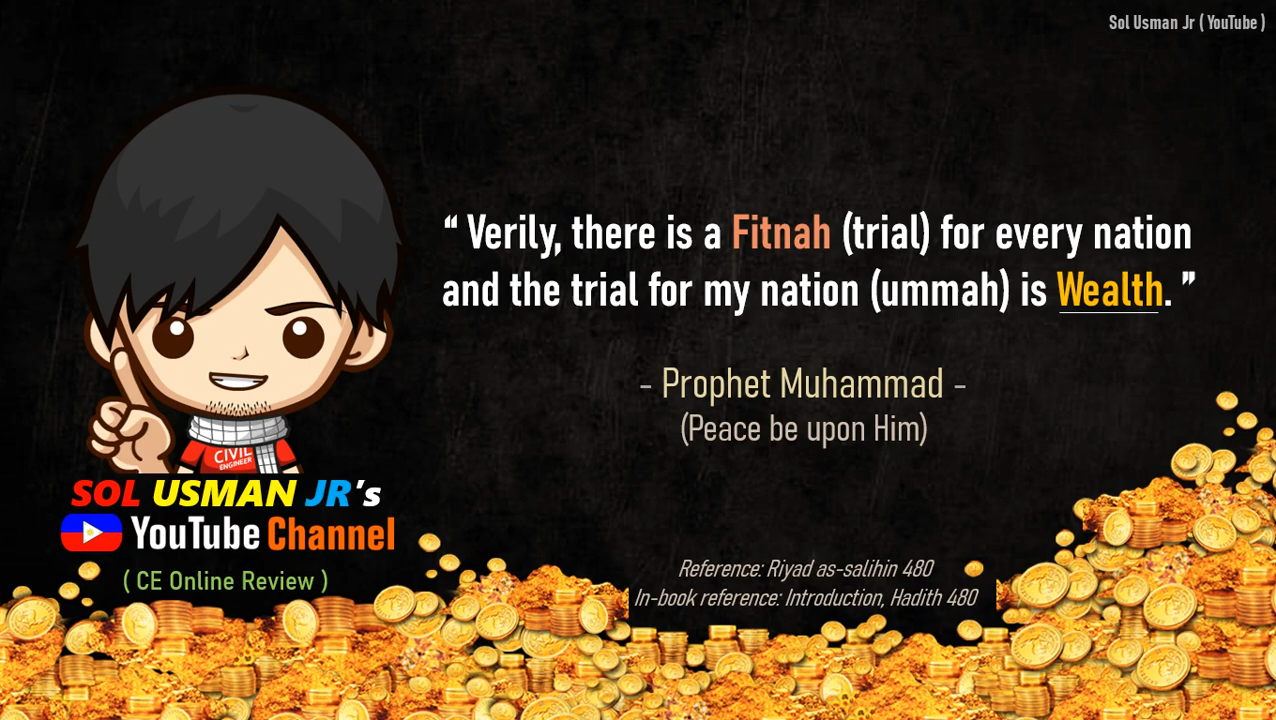 Sol Usman Jr ( YouTube )
“ Verily, there is a Fitnah (trial) for every nation
and the trial for my nation (ummah) is Wealth. ”
- Prophet Muhammad -
(Peace be upon Him)
CIVIL
ENGINEER
SOL USMAN JR's
YouTube Channel
( CE Online Review )
Reference: Riyad as-salihin 480
In-book reference: Introduction, Hadith 480